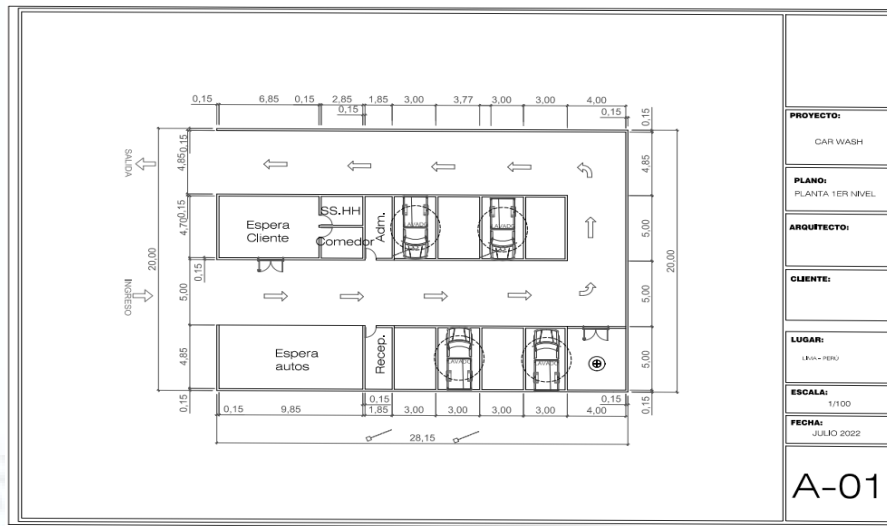 0,15 6,85 0,15 2,85 1,85 3,00 3,77 3,00 3,00 4,00
0,15 0,15
0,15
0,15
4,85
SALIDA
4,85
0,15
4,70
Espera
Cliente
SS.HH
Comedor
Adm.
LAVADO
LAVADO
5,00
20,00
0,15
20,00
INGRESO
5,00
5,00
4,85
Espera
autos
Recep.
LAVADO
LAVADO
5,00
0,15
0,15 0,15
0,15
0,15 9,85 1,85 3,00 3,00 3,00 3,00 4,00
28,15
PROYECTO:
CAR WASH
PLANO:
PLANTA 1ER NIVEL
ARQUITECTO:
CLIENTE:
LUGAR:
LIMA - PERÚ
ESCALA:
1/100
FECHA:
JULIO 2022
A-01